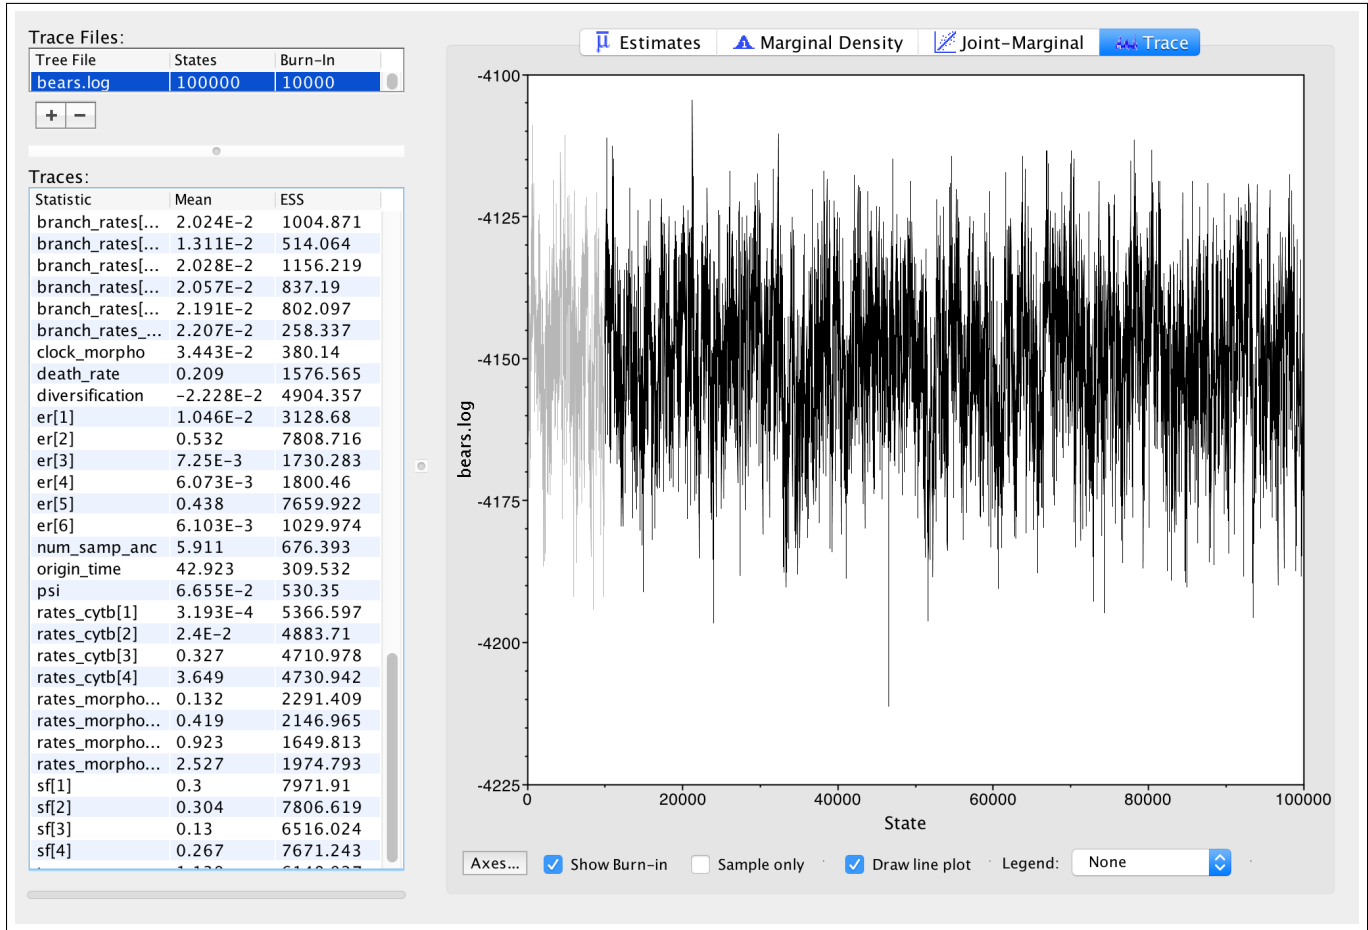 Trace Files:
Tree File States Burn-In
bears.log 100000 10000
+ −
Traces:
Statistic Mean ESS
branch_rates[... 2.024E-2 1004.871
branch_rates[... 1.311E-2 514.064
branch_rates[... 2.028E-2 1156.219
branch_rates[... 2.057E-2 837.19
branch_rates[... 2.191E-2 802.097
branch_rates_... 2.207E-2 258.337
clock_morpho 3.443E-2 380.14
death_rate 0.209 1576.565
diversification -2.228E-2 4904.357
er[1] 1.046E-2 3128.68
er[2] 0.532 7808.716
er[3] 7.25E-3 1730.283
er[4] 6.073E-3 1800.46
er[5] 0.438 7659.922
er[6] 6.103E-3 1029.974
num_samp_anc 5.911 676.393
origin_time 42.923 309.532
psi 6.655E-2 530.35
rates_cytb[1] 3.193E-4 5366.597
rates_cytb[2] 2.4E-2 4883.71
rates_cytb[3] 0.327 4710.978
rates_cytb[4] 3.649 4730.942
rates_morpho... 0.132 2291.409
rates_morpho... 0.419 2146.965
rates_morpho... 0.923 1649.813
rates_morpho... 2.527 1974.793
sf[1] 0.3 7971.91
sf[2] 0.304 7806.619
sf[3] 0.13 6516.024
sf[4] 0.267 7671.243
μ Estimates Marginal Density Joint-Marginal Trace
-4100
-4125
-4150
-4175
-4200
-4225
bears.log
0 20000 40000 60000 80000 100000
State
Axes... Show Burn-in Sample only Draw line plot Legend: None